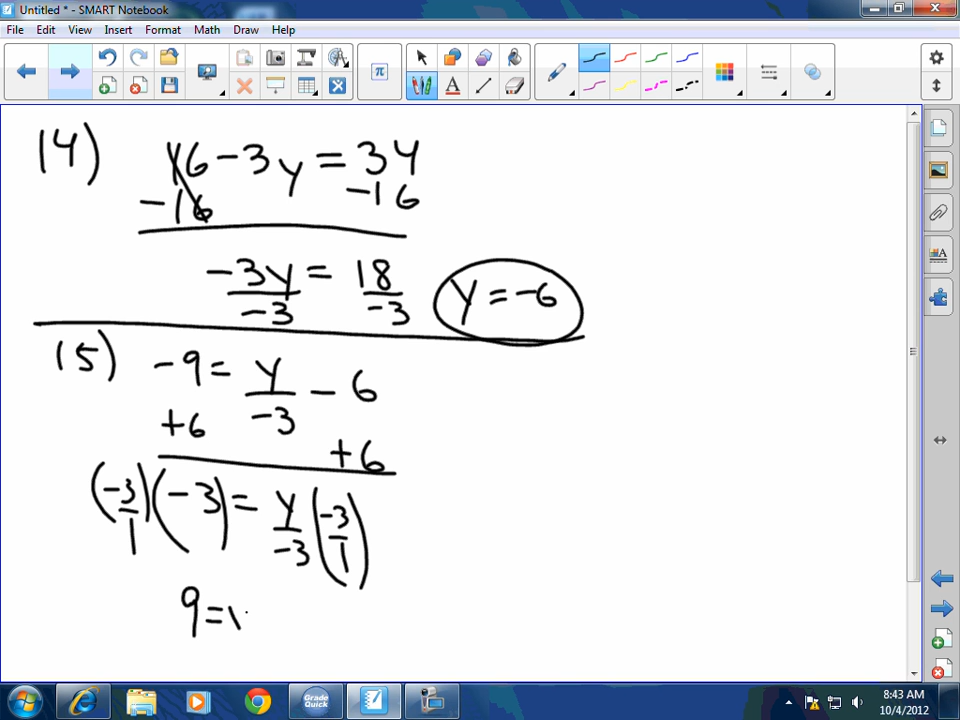 Untitled * - SMART Notebook
File Edit View Insert Format Math Draw Help
π
A
14) 16 - 3y = 34
-16 -16
-3y = 18
-3 -3
y = -6
15) -9 = y/-3 - 6
+6 +6
(-3/1)(-3) = y/-3 (-3/1)
9 =
Grade Quick
8:43 AM
10/4/2012